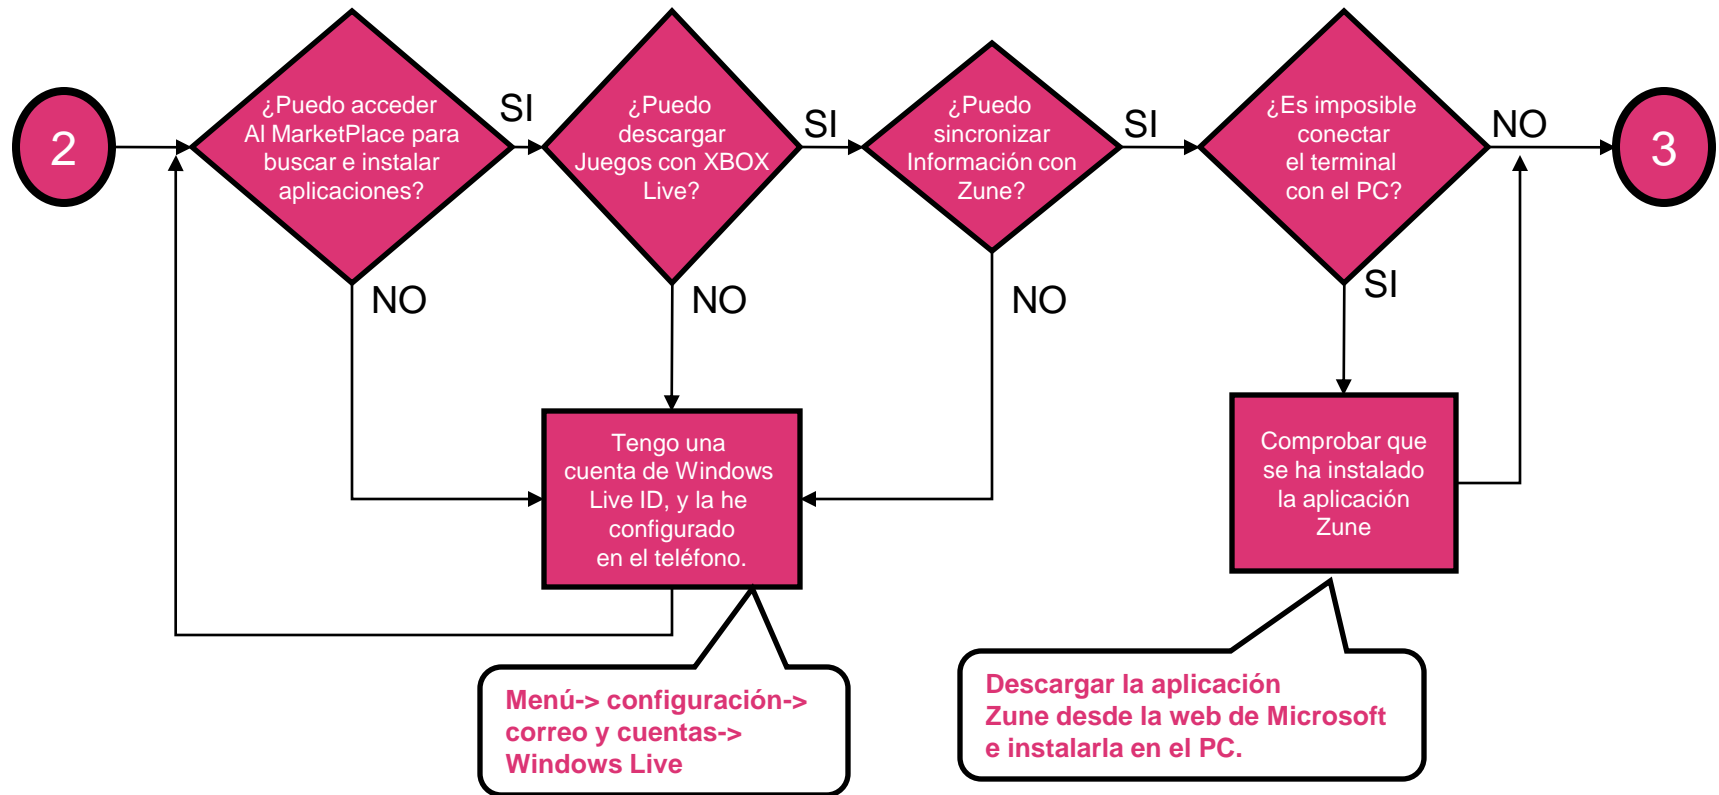 2
¿Puedo acceder
Al MarketPlace para
buscar e instalar
aplicaciones?
SI
¿Puedo
descargar
Juegos con XBOX
Live?
SI
¿Puedo
sincronizar
Información con
Zune?
SI
¿Es imposible
conectar
el terminal
con el PC?
NO
3
NO
NO
NO
SI
Tengo una
cuenta de Windows
Live ID, y la he
configurado
en el teléfono.
Comprobar que
se ha instalado
la aplicación
Zune
Menú-> configuración->
correo y cuentas->
Windows Live
Descargar la aplicación
Zune desde la web de Microsoft
e instalarla en el PC.